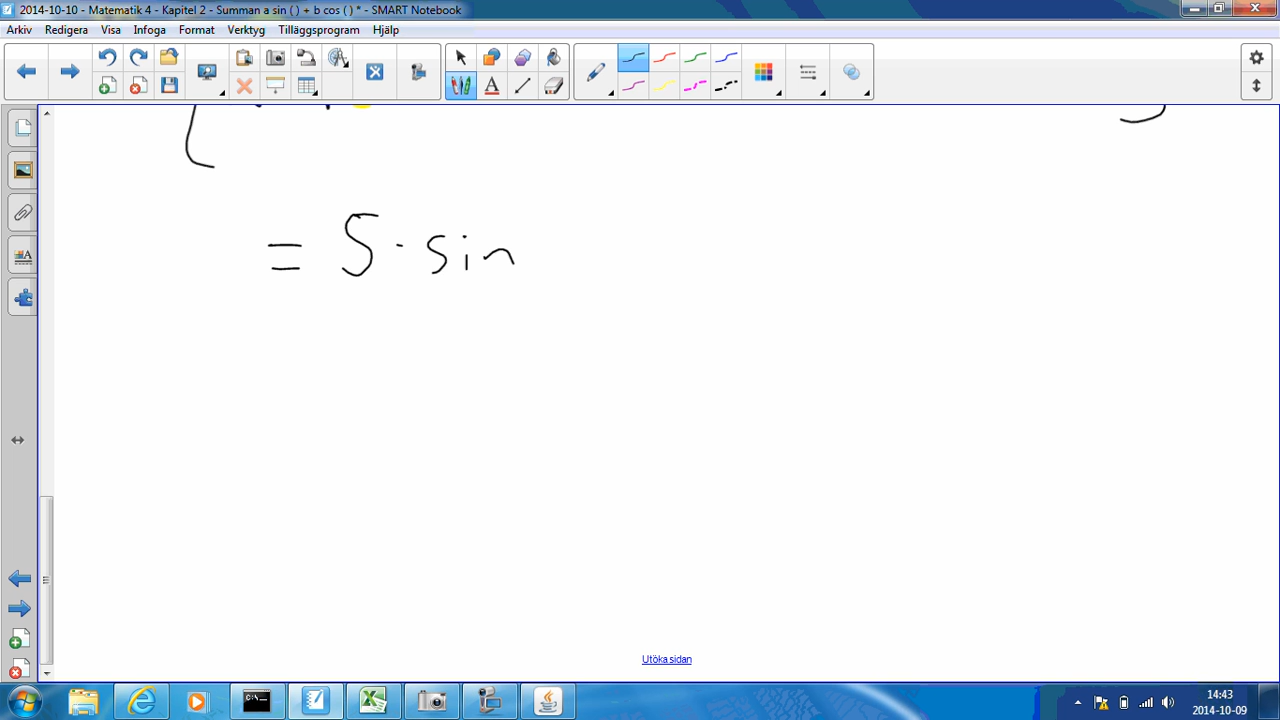 2014-10-10 - Matematik 4 - Kapitel 2 - Summan a sin ( ) + b cos ( ) * - SMART Notebook
Arkiv Redigera Visa Infoga Format Verktyg Tilläggsprogram Hjälp
= 5 · sin
Utöka sidan
14:43
2014-10-09